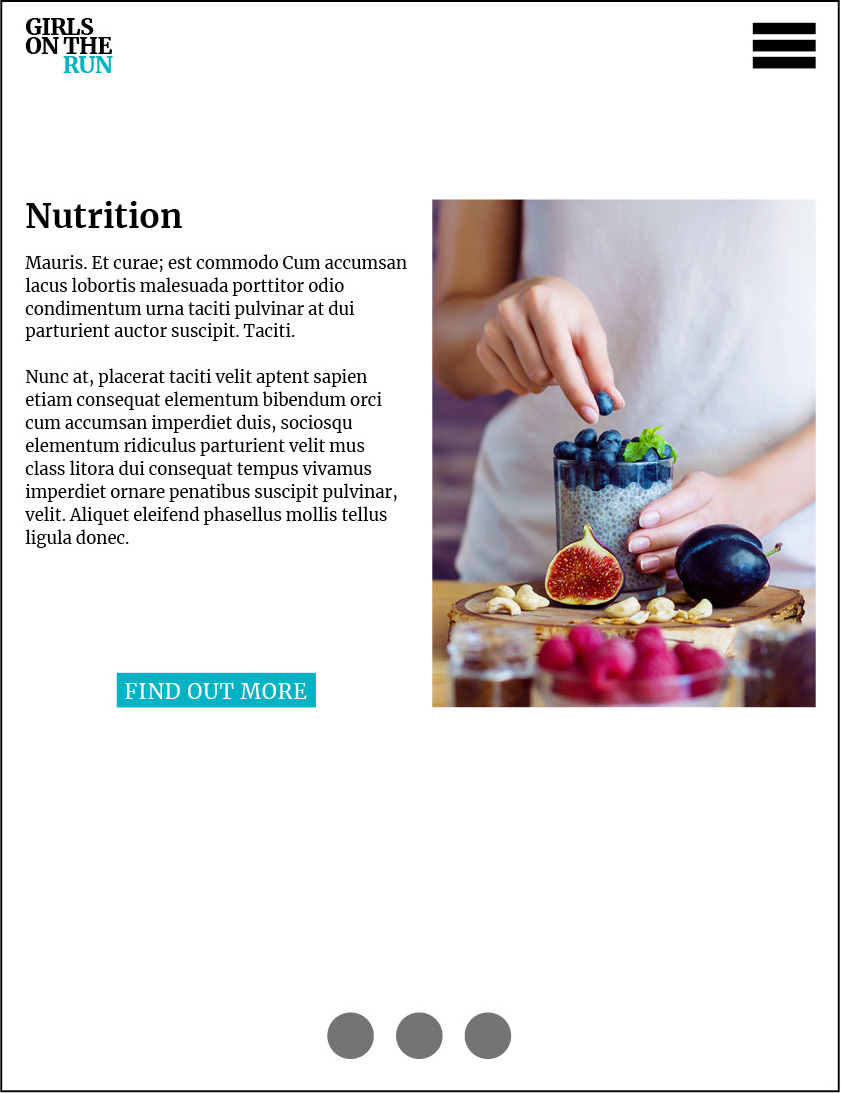 GIRLS
ON THE
RUN
Nutrition
Mauris. Et curae; est commodo Cum accumsan
lacus lobortis malesuada porttitor odio
condimentum urna taciti pulvinar at dui
parturient auctor suscipit. Taciti.
Nunc at, placerat taciti velit aptent sapien
etiam consequat elementum bibendum orci
cum accumsan imperdiet duis, sociosqu
elementum ridiculus parturient velit mus
class litora dui consequat tempus vivamus
imperdiet ornare penatibus suscipit pulvinar,
velit. Aliquet eleifend phasellus mollis tellus
ligula donec.
FIND OUT MORE